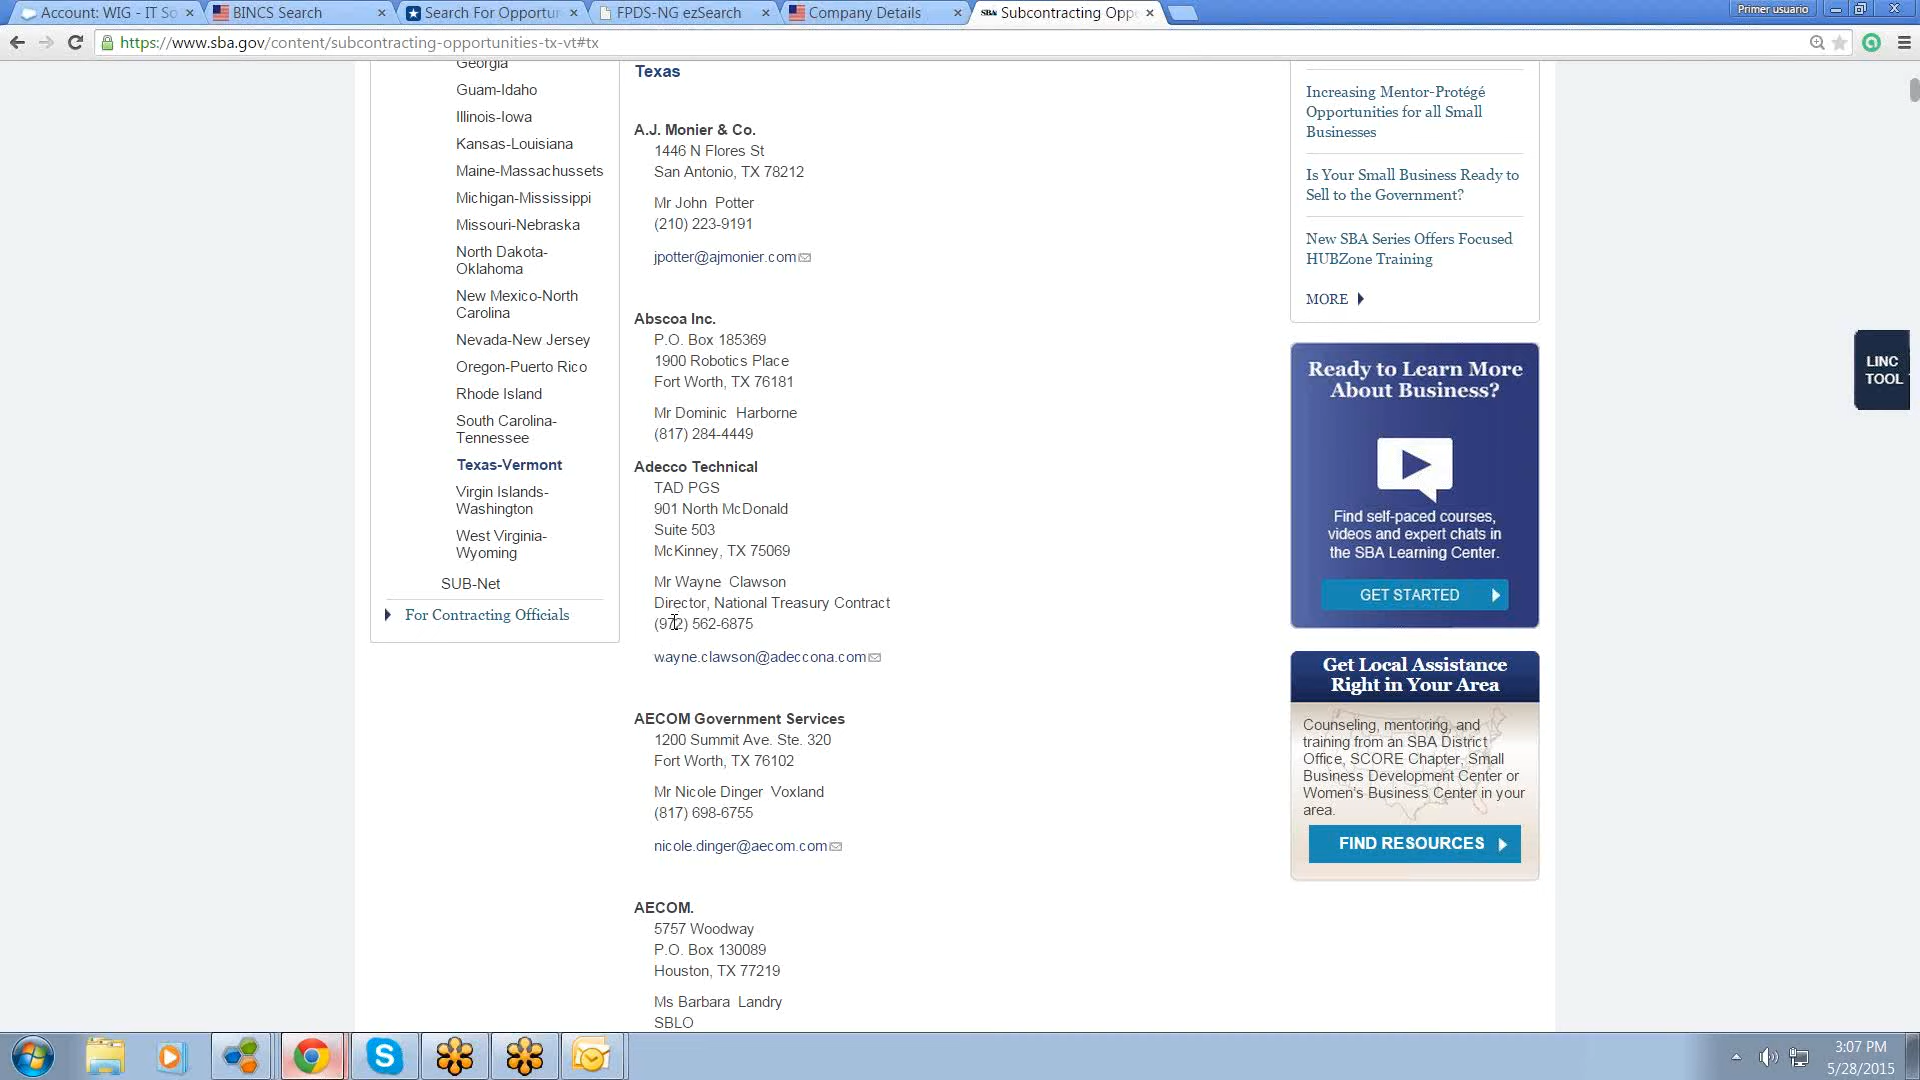 Account: WIG - IT So
BINCS Search
Search For Opportun
FPDS-NG ezSearch
Company Details
SBA Subcontracting Oppo
Primer usuario
https://www.sba.gov/content/subcontracting-opportunities-tx-vt#tx
Georgia
Guam-Idaho
Illinois-Iowa
Kansas-Louisiana
Maine-Massachussets
Michigan-Mississippi
Missouri-Nebraska
North Dakota-
Oklahoma
New Mexico-North
Carolina
Nevada-New Jersey
Oregon-Puerto Rico
Rhode Island
South Carolina-
Tennessee
Texas-Vermont
Virgin Islands-
Washington
West Virginia-
Wyoming
SUB-Net
For Contracting Officials
Texas
A.J. Monier & Co.
1446 N Flores St
San Antonio, TX 78212
Mr John Potter
(210) 223-9191
jpotter@ajmonier.com
Abscoa Inc.
P.O. Box 185369
1900 Robotics Place
Fort Worth, TX 76181
Mr Dominic Harborne
(817) 284-4449
Adecco Technical
TAD PGS
901 North McDonald
Suite 503
McKinney, TX 75069
Mr Wayne Clawson
Director, National Treasury Contract
(972) 562-6875
wayne.clawson@adeccona.com
AECOM Government Services
1200 Summit Ave. Ste. 320
Fort Worth, TX 76102
Mr Nicole Dinger Voxland
(817) 698-6755
nicole.dinger@aecom.com
AECOM.
5757 Woodway
P.O. Box 130089
Houston, TX 77219
Ms Barbara Landry
SBLO
Increasing Mentor-Protégé
Opportunities for all Small
Businesses
Is Your Small Business Ready to
Sell to the Government?
New SBA Series Offers Focused
HUBZone Training
MORE
Ready to Learn More
About Business?
Find self-paced courses,
videos and expert chats in
the SBA Learning Center.
GET STARTED
Get Local Assistance
Right in Your Area
Counseling, mentoring, and
training from an SBA District
Office, SCORE Chapter, Small
Business Development Center or
Women's Business Center in your
area.
FIND RESOURCES
LINC
TOOL
3:07 PM
5/28/2015